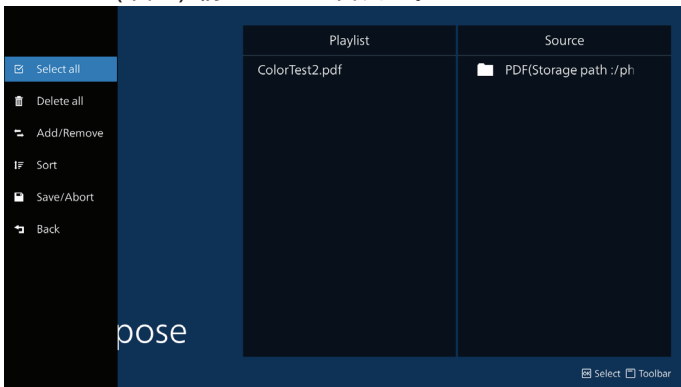 Playlist
Source
Select all
Delete all
Add/Remove
Sort
Save/Abort
Back
ColorTest2.pdf
PDF(Storage path :/ph
pose
OK Select Toolbar